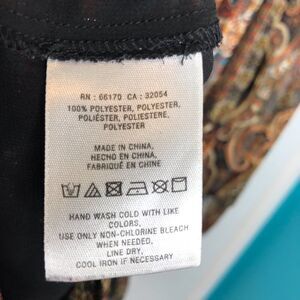 RN : 66170 CA : 32054
100% POLYESTER, POLYESTER,
POLIÉSTER, POLIESTERE,
POLYESTER
MADE IN CHINA,
HECHO EN CHINA,
FABRIQUÉ EN CHINE
HAND WASH COLD WITH LIKE
COLORS,
USE ONLY NON-CHLORINE BLEACH
WHEN NEEDED,
LINE DRY,
COOL IRON IF NECESSARY